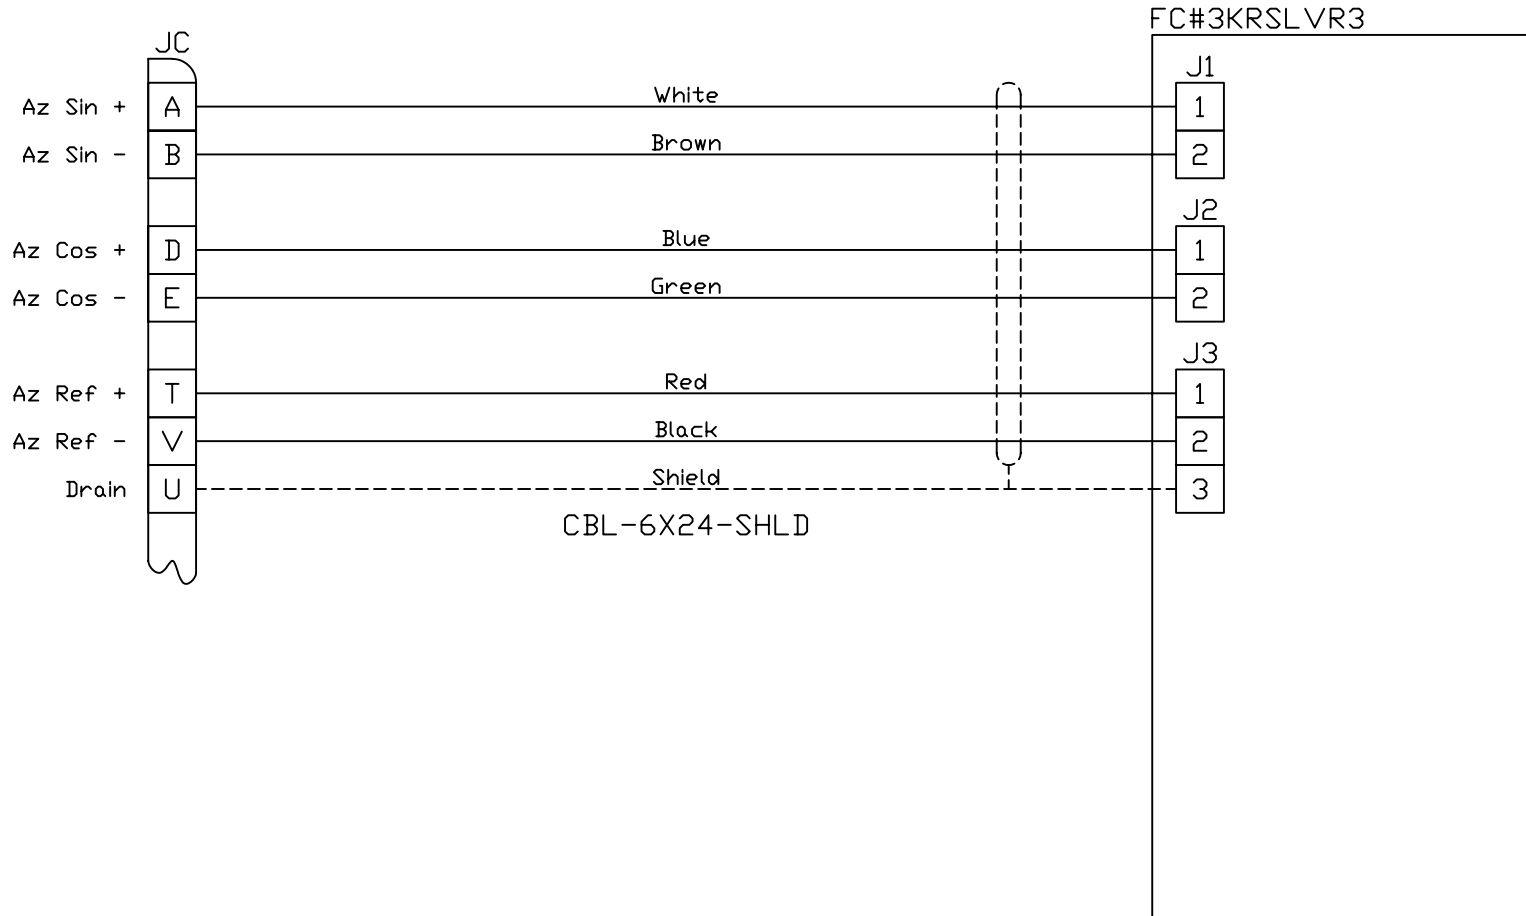 FC#3KRSLVR3
JC
J1
Az Sin + A White 1
Az Sin - B Brown 2
J2
Az Cos + D Blue 1
Az Cos - E Green 2
J3
Az Ref + T Red 1
Az Ref - V Black 2
Drain U Shield 3
CBL-6X24-SHLD